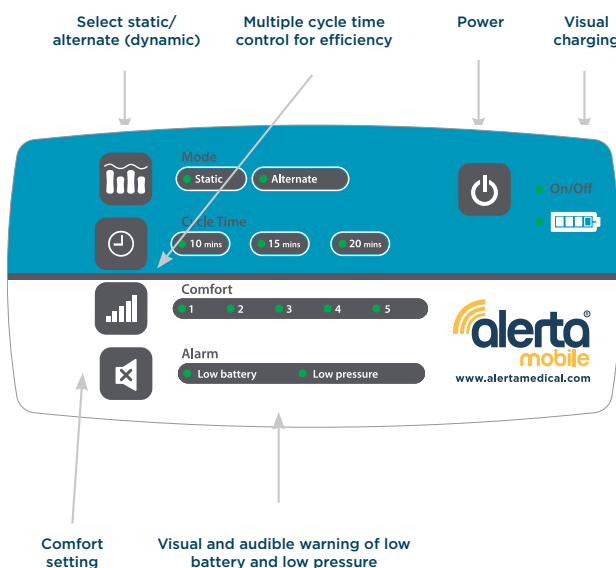 Select static/
alternate (dynamic)
Multiple cycle time
control for efficiency
Power
Visual
charging
Mode
Static
Alternate
On/Off
Cycle Time
10 mins
15 mins
20 mins
Comfort
1 2 3 4 5
alerta®
mobile
www.alertamedical.com
Alarm
Low battery
Low pressure
Comfort
setting
Visual and audible warning of low
battery and low pressure